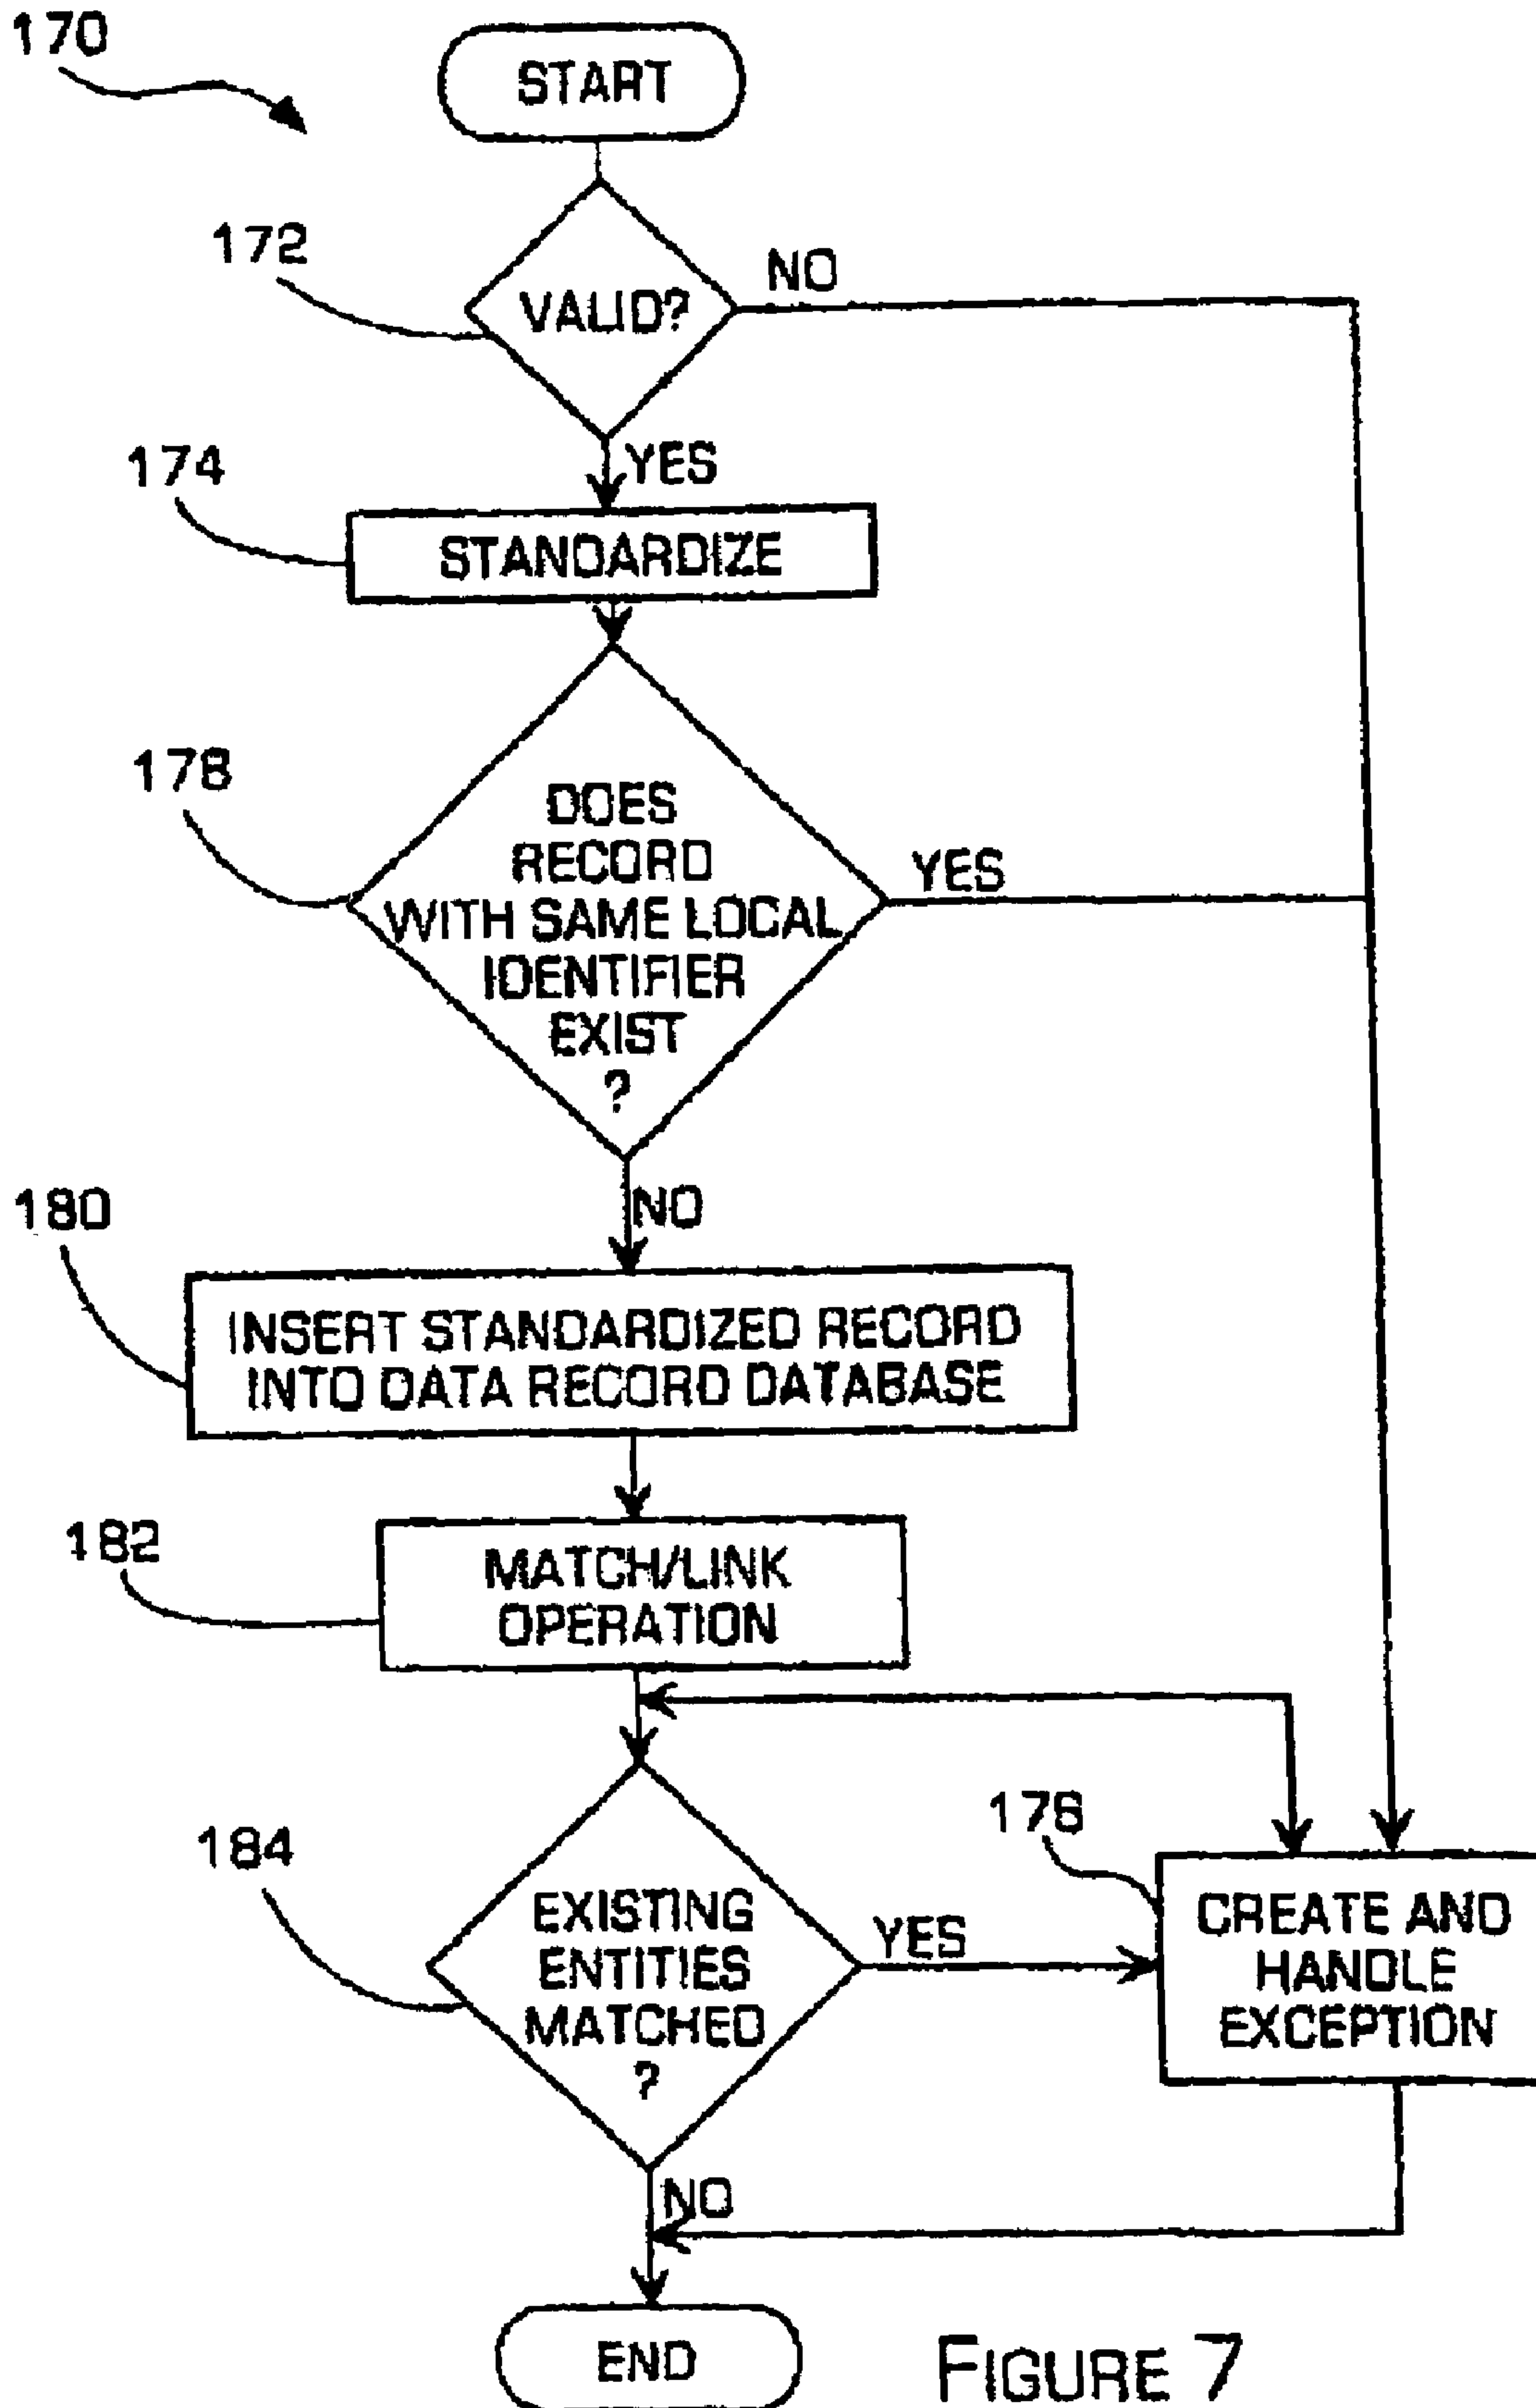 170
START
172
VALID?
NO
YES
174
STANDARDIZE
178
DOES
RECORD
WITH SAME LOCAL
IDENTIFIER
EXIST
?
YES
NO
180
INSERT STANDARDIZED RECORD
INTO DATA RECORD DATABASE
182
MATCH/LINK
OPERATION
184
EXISTING
ENTITIES
MATCHED
?
YES
176
CREATE AND
HANDLE
EXCEPTION
NO
END
FIGURE 7